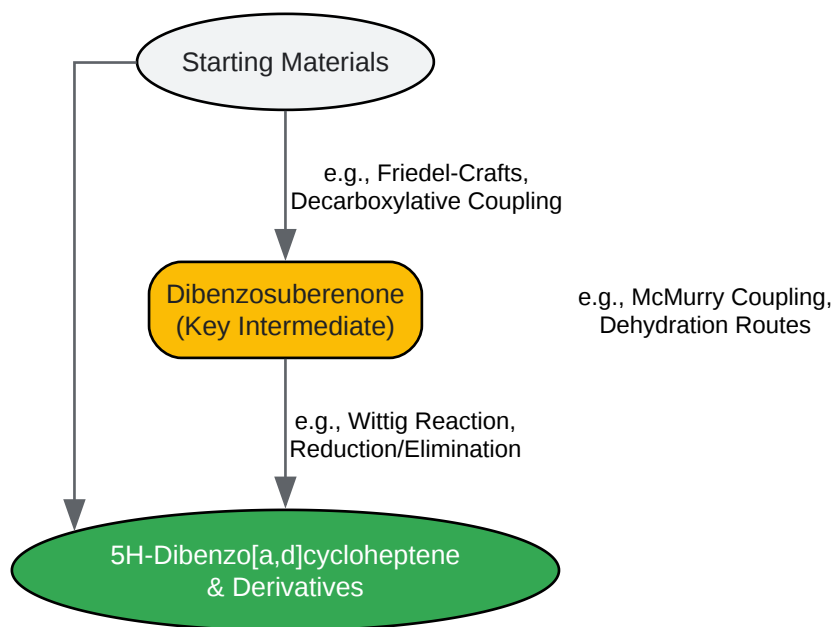 Starting Materials
e.g., Friedel-Crafts,
Decarboxylative Coupling
Dibenzosuberenone
(Key Intermediate)
e.g., McMurry Coupling,
Dehydration Routes
e.g., Wittig Reaction,
Reduction/Elimination
5H-Dibenzo[a,d]cycloheptene
& Derivatives